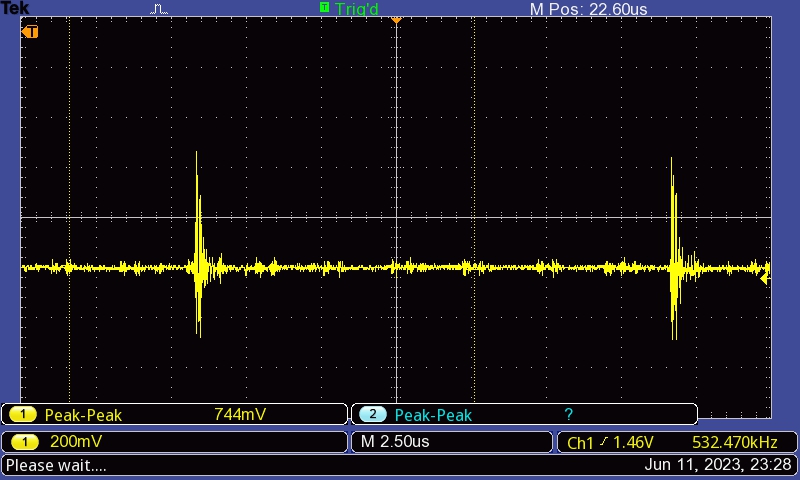 Tek T Trig'd M Pos: 22.60us
T
1 Peak-Peak 744mV 2 Peak-Peak ?
1 200mV M 2.50us Ch1 / 1.46V 532.470kHz
Please wait.... Jun 11, 2023, 23:28